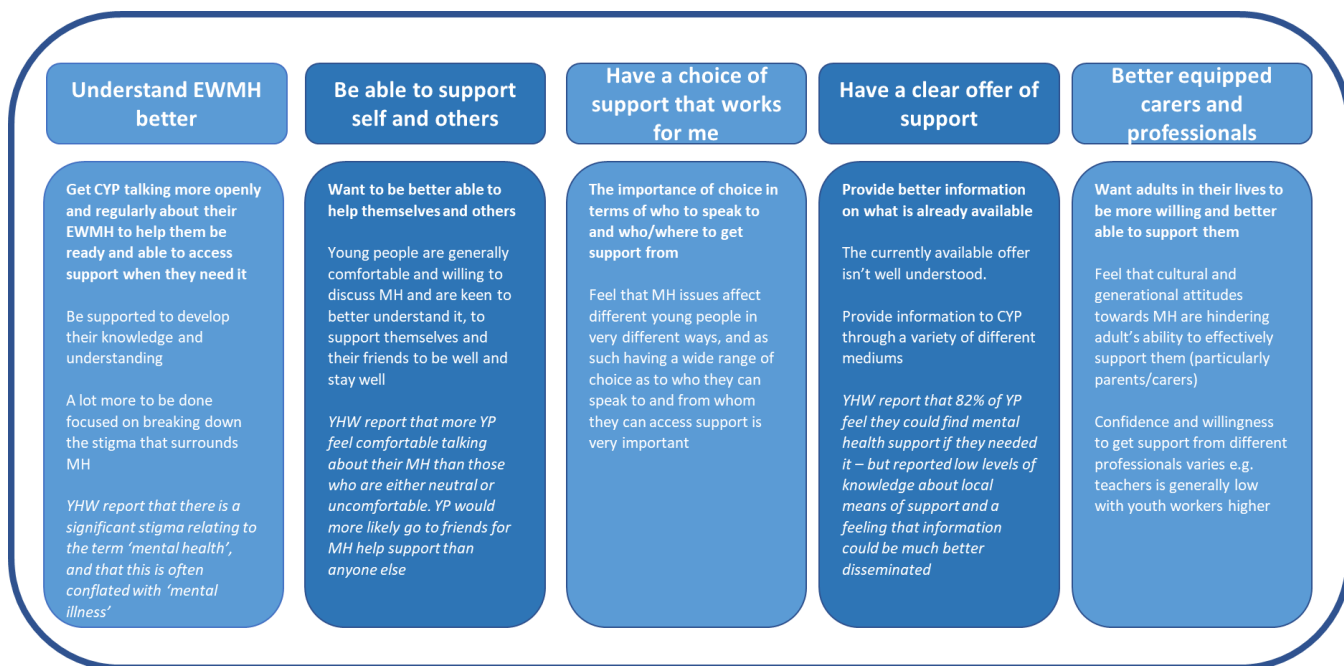 Understand EWMH
better
Get CYP talking more openly
and regularly about their
EWMH to help them be
ready and able to access
support when they need it
Be supported to develop
their knowledge and
understanding
A lot more to be done
focused on breaking down
the stigma that surrounds
MH
YHW report that there is a
significant stigma relating to
the term ‘mental health’,
and that this is often
conflated with ‘mental
illness’
Be able to support
self and others
Want to be better able to
help themselves and others
Young people are generally
comfortable and willing to
discuss MH and are keen to
better understand it, to
support themselves and
their friends to be well and
stay well
YHW report that more YP
feel comfortable talking
about their MH than those
who are either neutral or
uncomfortable. YP would
more likely go to friends for
MH help support than
anyone else
Have a choice of
support that works
for me
The importance of choice in
terms of who to speak to
and who/where to get
support from
Feel that MH issues affect
different young people in
very different ways, and as
such having a wide range of
choice as to who they can
speak to and from whom
they can access support is
very important
Have a clear offer of
support
Provide better information
on what is already available
The currently available offer
isn’t well understood.
Provide information to CYP
through a variety of different
mediums
YHW report that 82% of YP
feel they could find mental
health support if they needed
it – but reported low levels of
knowledge about local
means of support and a
feeling that information
could be much better
disseminated
Better equipped
carers and
professionals
Want adults in their lives to
be more willing and better
able to support them
Feel that cultural and
generational attitudes
towards MH are hindering
adult’s ability to effectively
support them (particularly
parents/carers)
Confidence and willingness
to get support from different
professionals varies e.g.
teachers is generally low
with youth workers higher